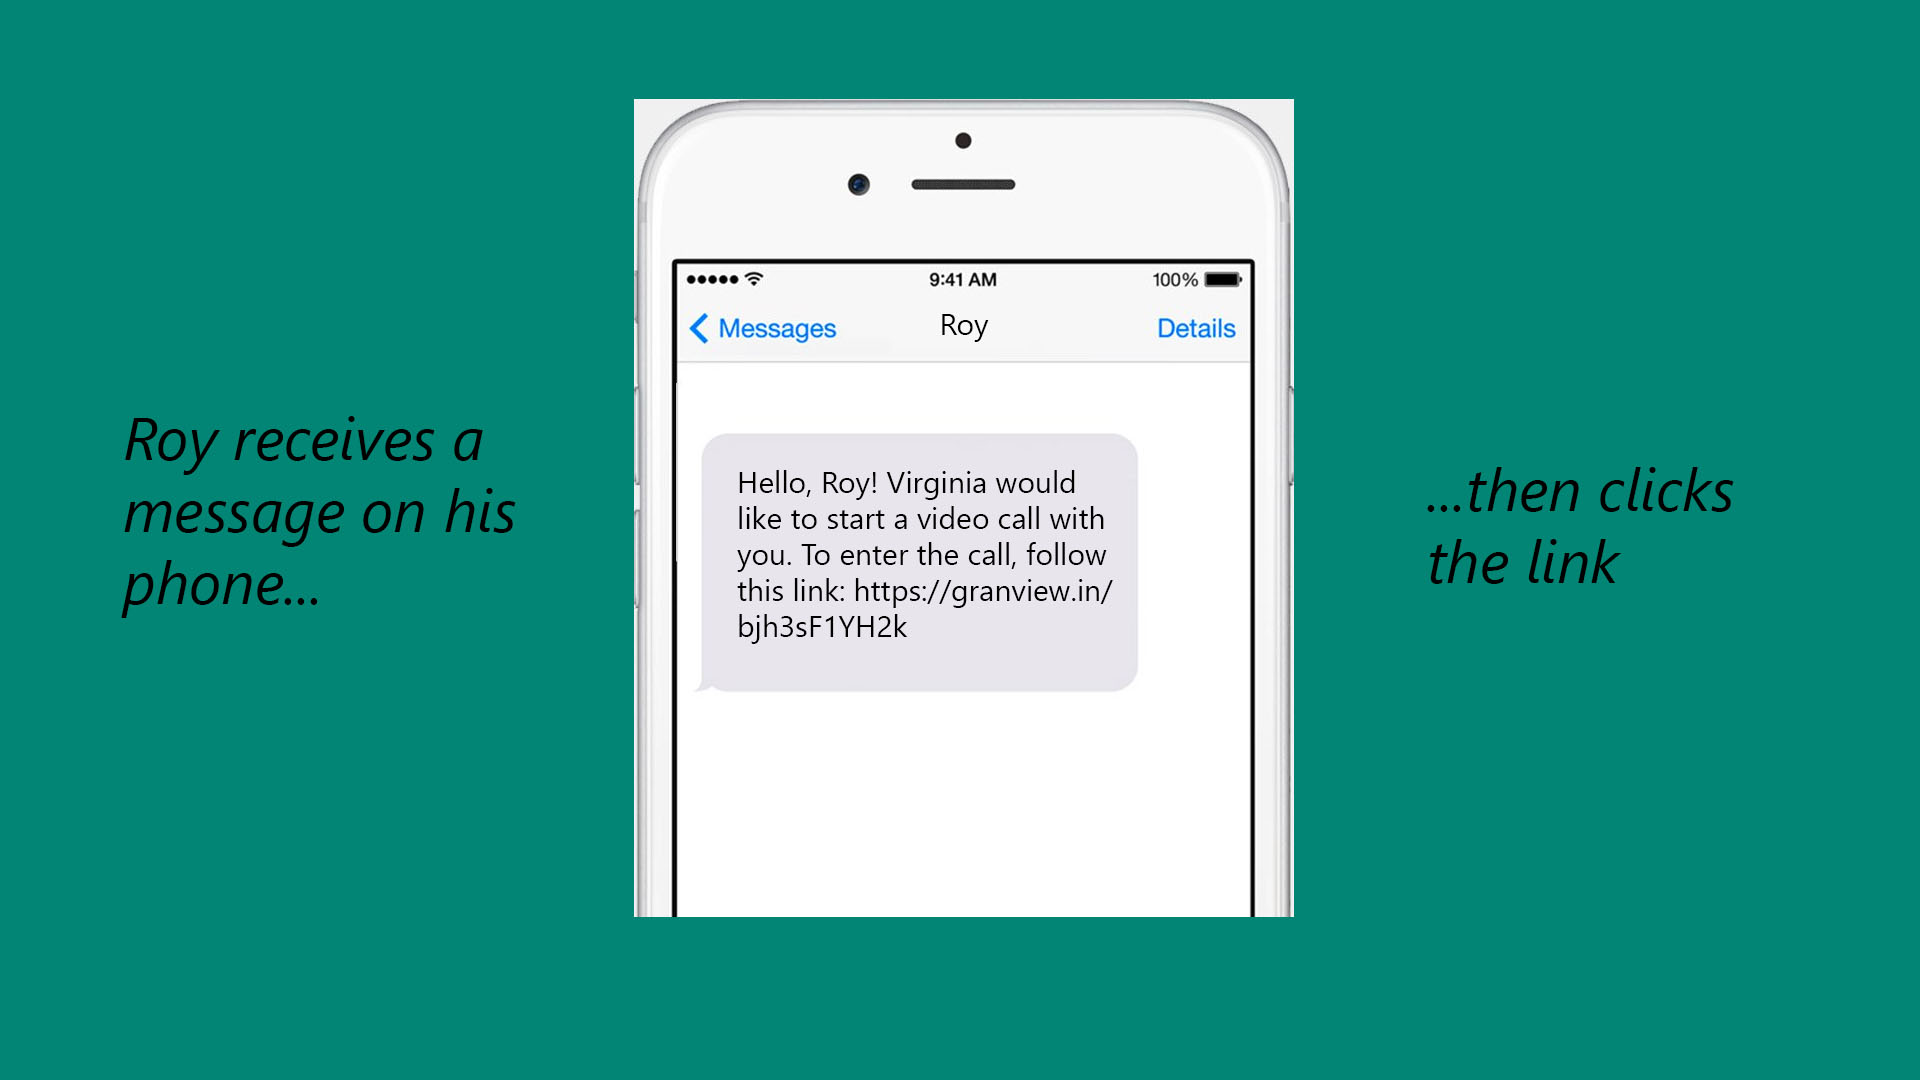 Roy receives a
message on his
phone...
9:41 AM
100%
Messages
Roy
Details
Hello, Roy! Virginia would
like to start a video call with
you. To enter the call, follow
this link: https://granview.in/
bjh3sF1YH2k
...then clicks
the link